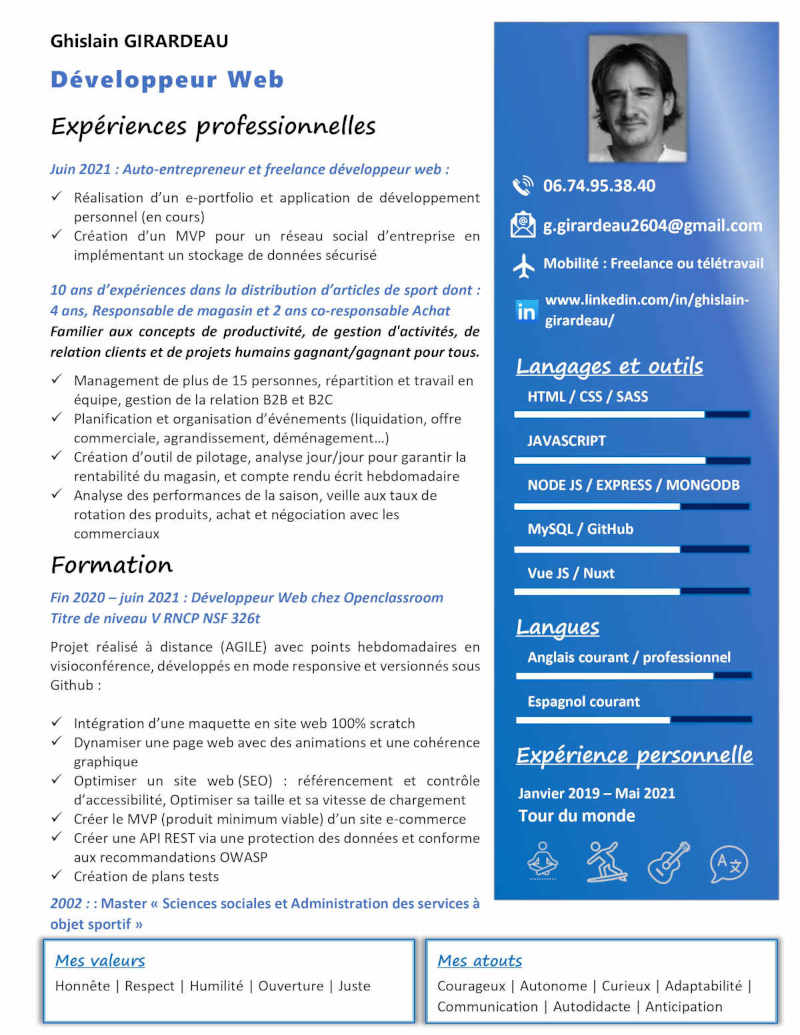 Ghislain GIRARDEAU
Développeur Web
Expériences professionnelles
Juin 2021 : Auto-entrepreneur et freelance développeur web :
✓ Réalisation d’un e-portfolio et application de développement
personnel (en cours)
✓ Création d’un MVP pour un réseau social d’entreprise en
implémentant un stockage de données sécurisé
10 ans d’expériences dans la distribution d’articles de sport dont :
4 ans, Responsable de magasin et 2 ans co-responsable Achat
Familier aux concepts de productivité, de gestion d'activités, de
relation clients et de projets humains gagnant/gagnant pour tous.
✓ Management de plus de 15 personnes, répartition et travail en
équipe, gestion de la relation B2B et B2C
✓ Planification et organisation d’événements (liquidation, offre
commerciale, agrandissement, déménagement…)
✓ Création d’outil de pilotage, analyse jour/jour pour garantir la
rentabilité du magasin, et compte rendu écrit hebdomadaire
✓ Analyse des performances de la saison, veille aux taux de
rotation des produits, achat et négociation avec les
commerciaux
Formation
Fin 2020 – juin 2021 : Développeur Web chez Openclassroom
Titre de niveau V RNCP NSF 326t
Projet réalisé à distance (AGILE) avec points hebdomadaires en
visioconférence, développés en mode responsive et versionnés sous
Github :
✓ Intégration d’une maquette en site web 100% scratch
✓ Dynamiser une page web avec des animations et une cohérence
graphique
✓ Optimiser un site web (SEO) : référencement et contrôle
d’accessibilité, Optimiser sa taille et sa vitesse de chargement
✓ Créer le MVP (produit minimum viable) d’un site e-commerce
✓ Créer une API REST via une protection des données et conforme
aux recommandations OWASP
✓ Création de plans tests
2002 : : Master « Sciences sociales et Administration des services à
objet sportif »
06.74.95.38.40
g.girardeau2604@gmail.com
Mobilité : Freelance ou télétravail
in www.linkedin.com/in/ghislain-
girardeau/
Langages et outils
HTML / CSS / SASS
JAVASCRIPT
NODE JS / EXPRESS / MONGODB
MySQL / GitHub
Vue JS / Nuxt
Langues
Anglais courant / professionnel
Espagnol courant
Expérience personnelle
Janvier 2019 – Mai 2021
Tour du monde
A 文
Mes valeurs
Honnête | Respect | Humilité | Ouverture | Juste
Mes atouts
Courageux | Autonome | Curieux | Adaptabilité |
Communication | Autodidacte | Anticipation